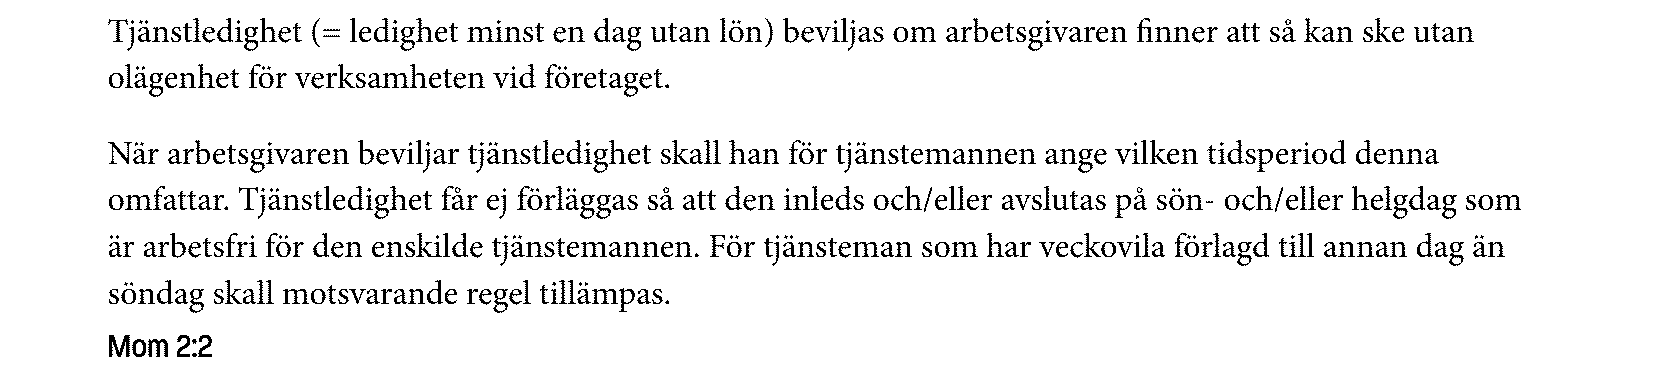 Tjänstledighet (= ledighet minst en dag utan lön) beviljas om arbetsgivaren finner att så kan ske utan
olägenhet för verksamheten vid företaget.
När arbetsgivaren beviljar tjänstledighet skall han för tjänstemannen ange vilken tidsperiod denna
omfattar. Tjänstledighet får ej förläggas så att den inleds och/eller avslutas på sön- och/eller helgdag som
är arbetsfri för den enskilde tjänstemannen. För tjänsteman som har veckovila förlagd till annan dag än
söndag skall motsvarande regel tillämpas.
Mom 2:2